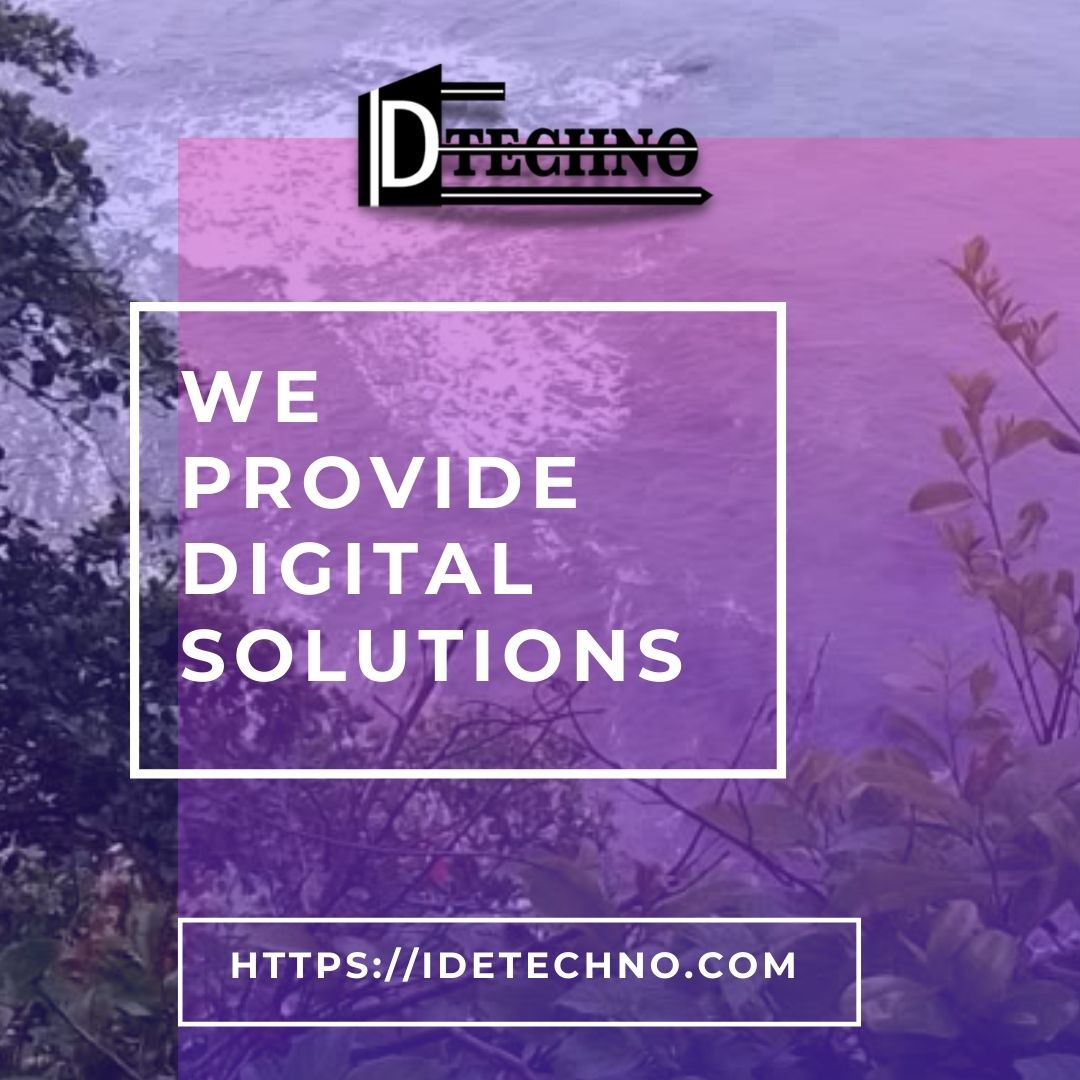 IDTECHNO
WE
PROVIDE
DIGITAL
SOLUTIONS
HTTPS://IDETECHNO.COM